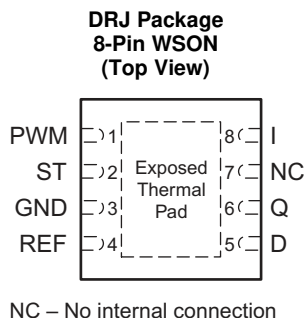 DRJ Package
8-Pin WSON
(Top View)
PWM 1 8 I
ST 2 Exposed 7 NC
Thermal
GND 3 Pad 6 Q
REF 4 5 D
NC – No internal connection